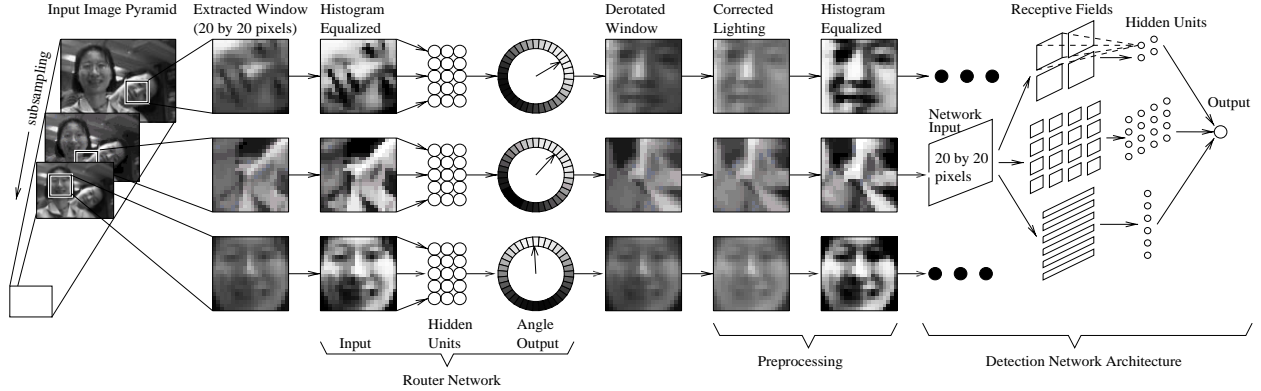 Input Image Pyramid
Extracted Window
(20 by 20 pixels)
Histogram
Equalized
Derotated
Window
Corrected
Lighting
Histogram
Equalized
Receptive Fields
Hidden Units
subsampling
Network
Input
20 by 20
pixels
Output
Input
Hidden
Units
Angle
Output
Router Network
Preprocessing
Detection Network Architecture